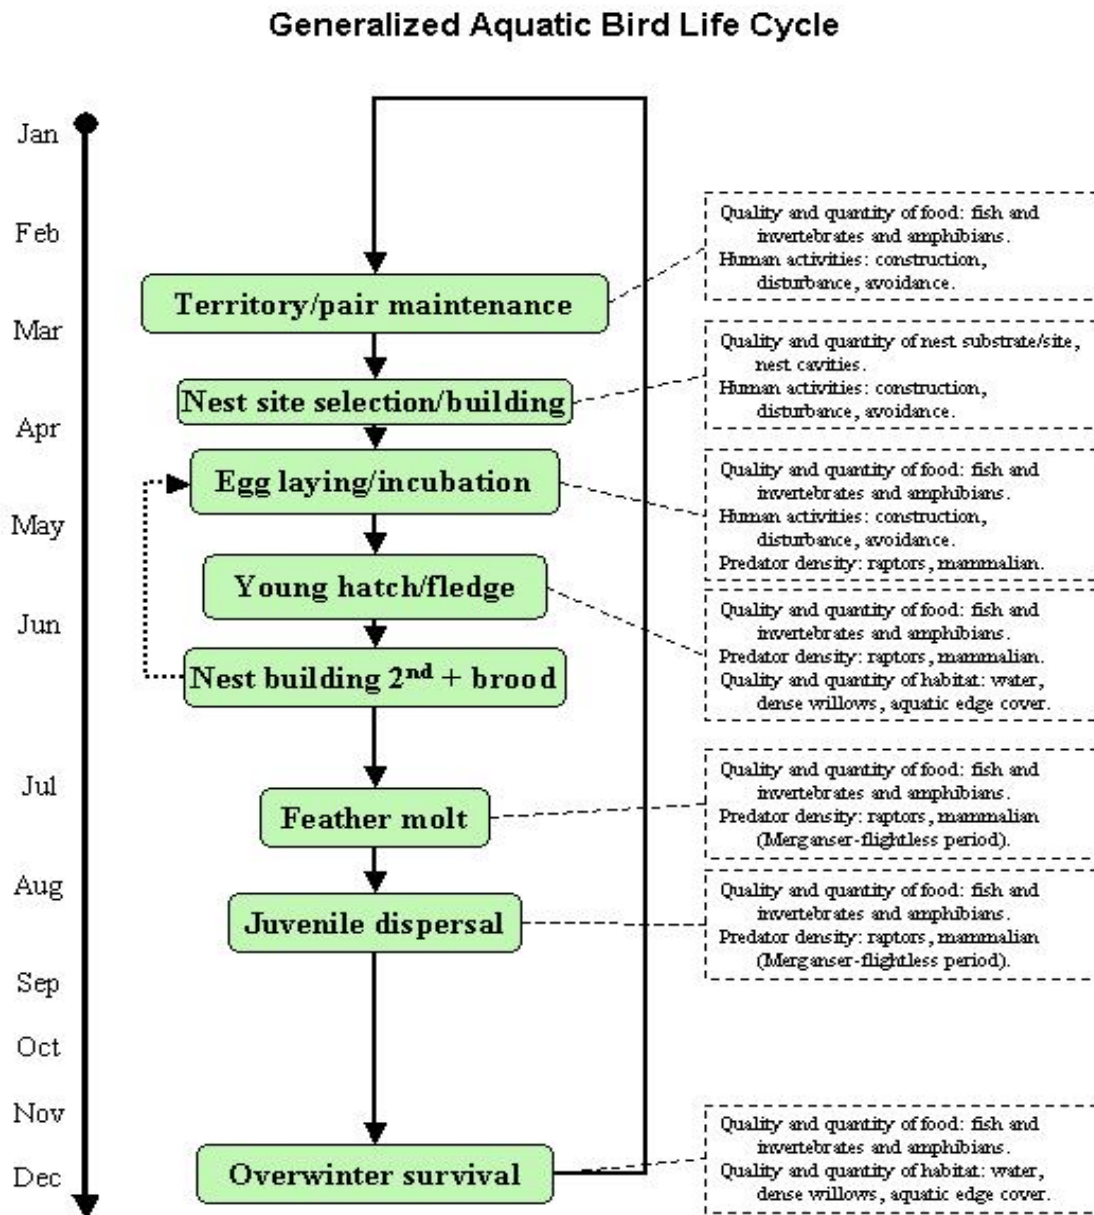 Generalized Aquatic Bird Life Cycle
Jan
Feb
Mar
Apr
May
Jun
Jul
Aug
Sep
Oct
Nov
Dec
Territory/pair maintenance
Nest site selection/building
Egg laying/incubation
Young hatch/fledge
Nest building 2nd + brood
Feather molt
Juvenile dispersal
Overwinter survival
Quality and quantity of food: fish and
invertebrates and amphibians.
Human activities: construction,
disturbance, avoidance.
Quality and quantity of nest substrate/site,
nest cavities.
Human activities: construction,
disturbance, avoidance.
Quality and quantity of food: fish and
invertebrates and amphibians.
Human activities: construction,
disturbance, avoidance.
Predator density: raptors, mammalian.
Quality and quantity of food: fish and
invertebrates and amphibians.
Predator density: raptors, mammalian.
Quality and quantity of habitat: water,
dense willows, aquatic edge cover.
Quality and quantity of food: fish and
invertebrates and amphibians.
Predator density: raptors, mammalian
(Merganser-flightless period).
Quality and quantity of food: fish and
invertebrates and amphibians.
Predator density: raptors, mammalian
(Merganser-flightless period).
Quality and quantity of food: fish and
invertebrates and amphibians.
Quality and quantity of habitat: water,
dense willows, aquatic edge cover.